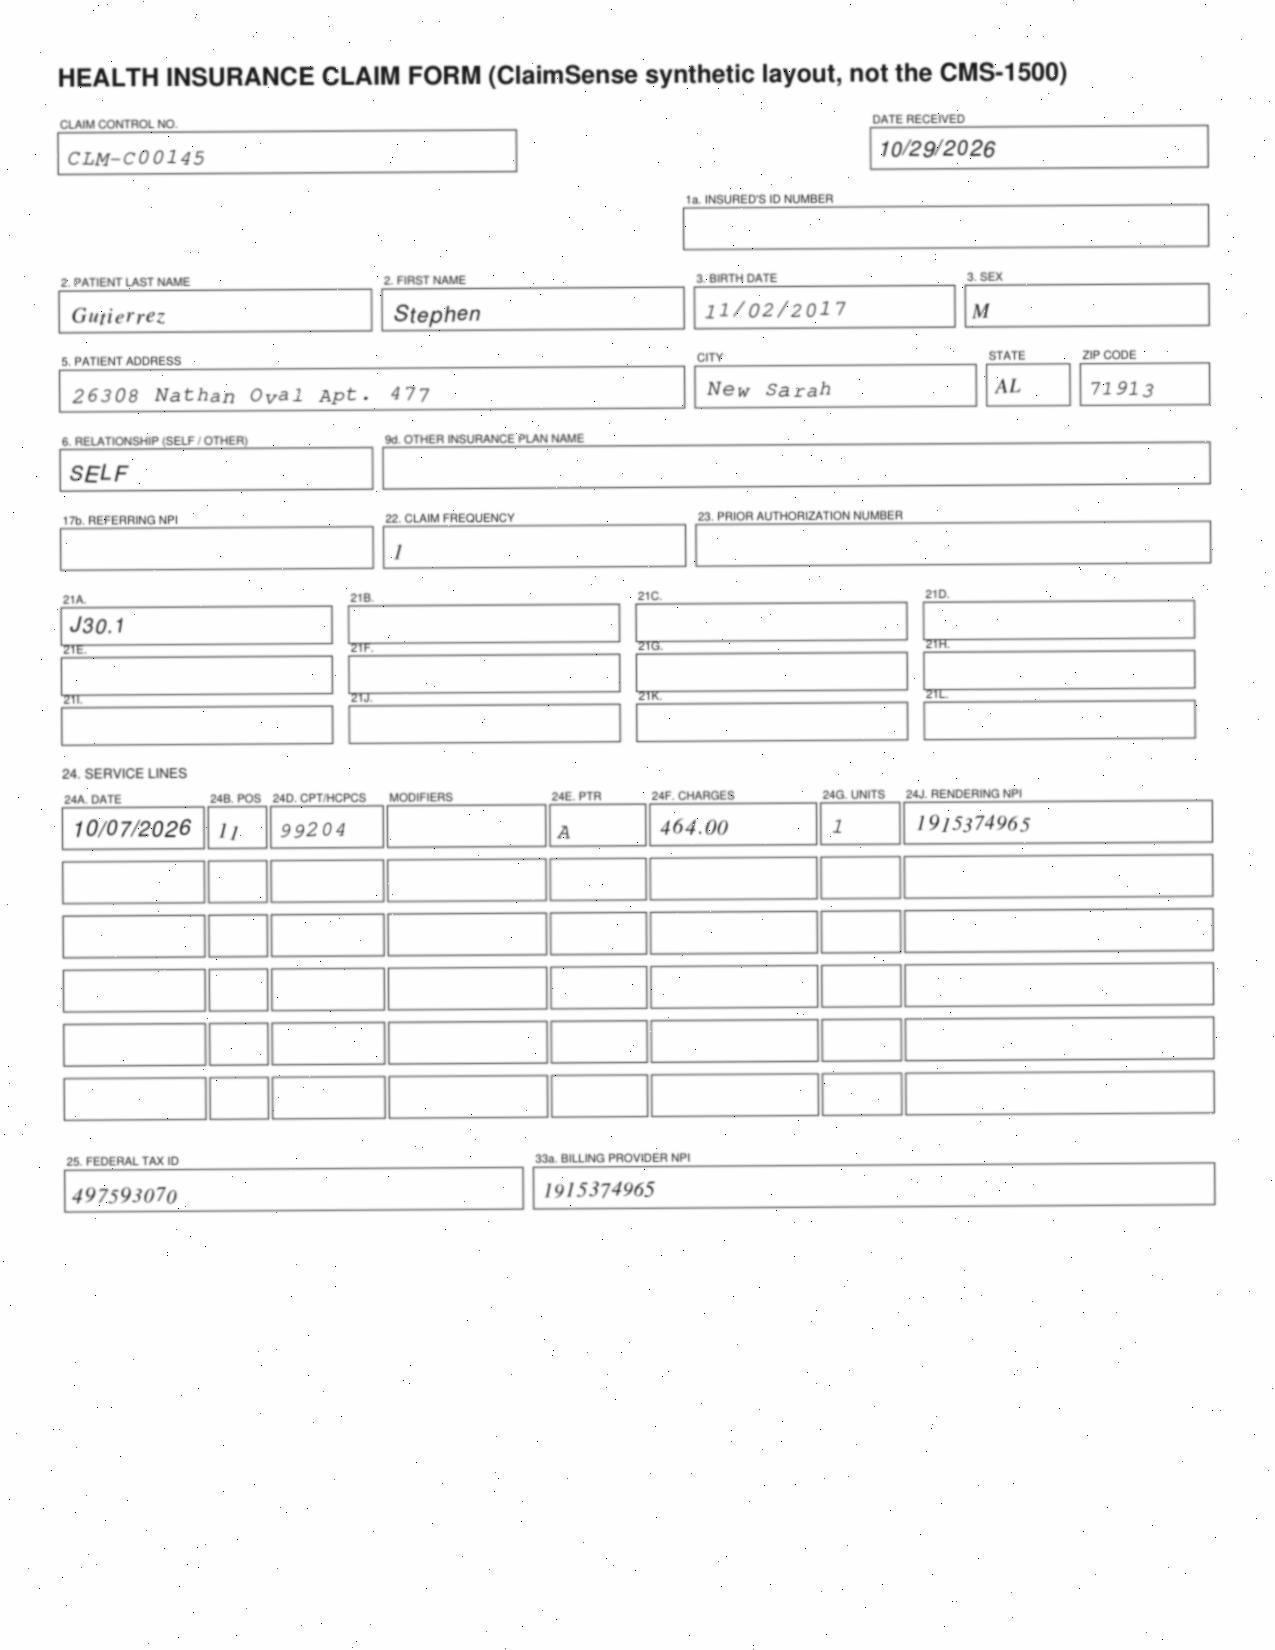 HEALTH INSURANCE CLAIM FORM (ClaimSense synthetic layout, not the CMS-1500)
CLAIM CONTROL NO. DATE RECEIVED
CLM-C00145 10/29/2026
1a. INSURED'S ID NUMBER
2. PATIENT LAST NAME 2. FIRST NAME 3. BIRTH DATE 3. SEX
Gutierrez Stephen 11/02/2017 M
5. PATIENT ADDRESS CITY STATE ZIP CODE
26308 Nathan Oval Apt. 477 New Sarah AL 71913
6. RELATIONSHIP (SELF / OTHER) 9d. OTHER INSURANCE PLAN NAME
SELF
17b. REFERRING NPI 22. CLAIM FREQUENCY 23. PRIOR AUTHORIZATION NUMBER
1
21A. 21B. 21C. 21D.
J30.1
21E. 21F. 21G. 21H.
21I. 21J. 21K. 21L.
24. SERVICE LINES
24A. DATE 24B. POS 24D. CPT/HCPCS MODIFIERS 24E. PTR 24F. CHARGES 24G. UNITS 24J. RENDERING NPI
10/07/2026 11 99204 A 464.00 1 1915374965
25. FEDERAL TAX ID 33a. BILLING PROVIDER NPI
497593070 1915374965